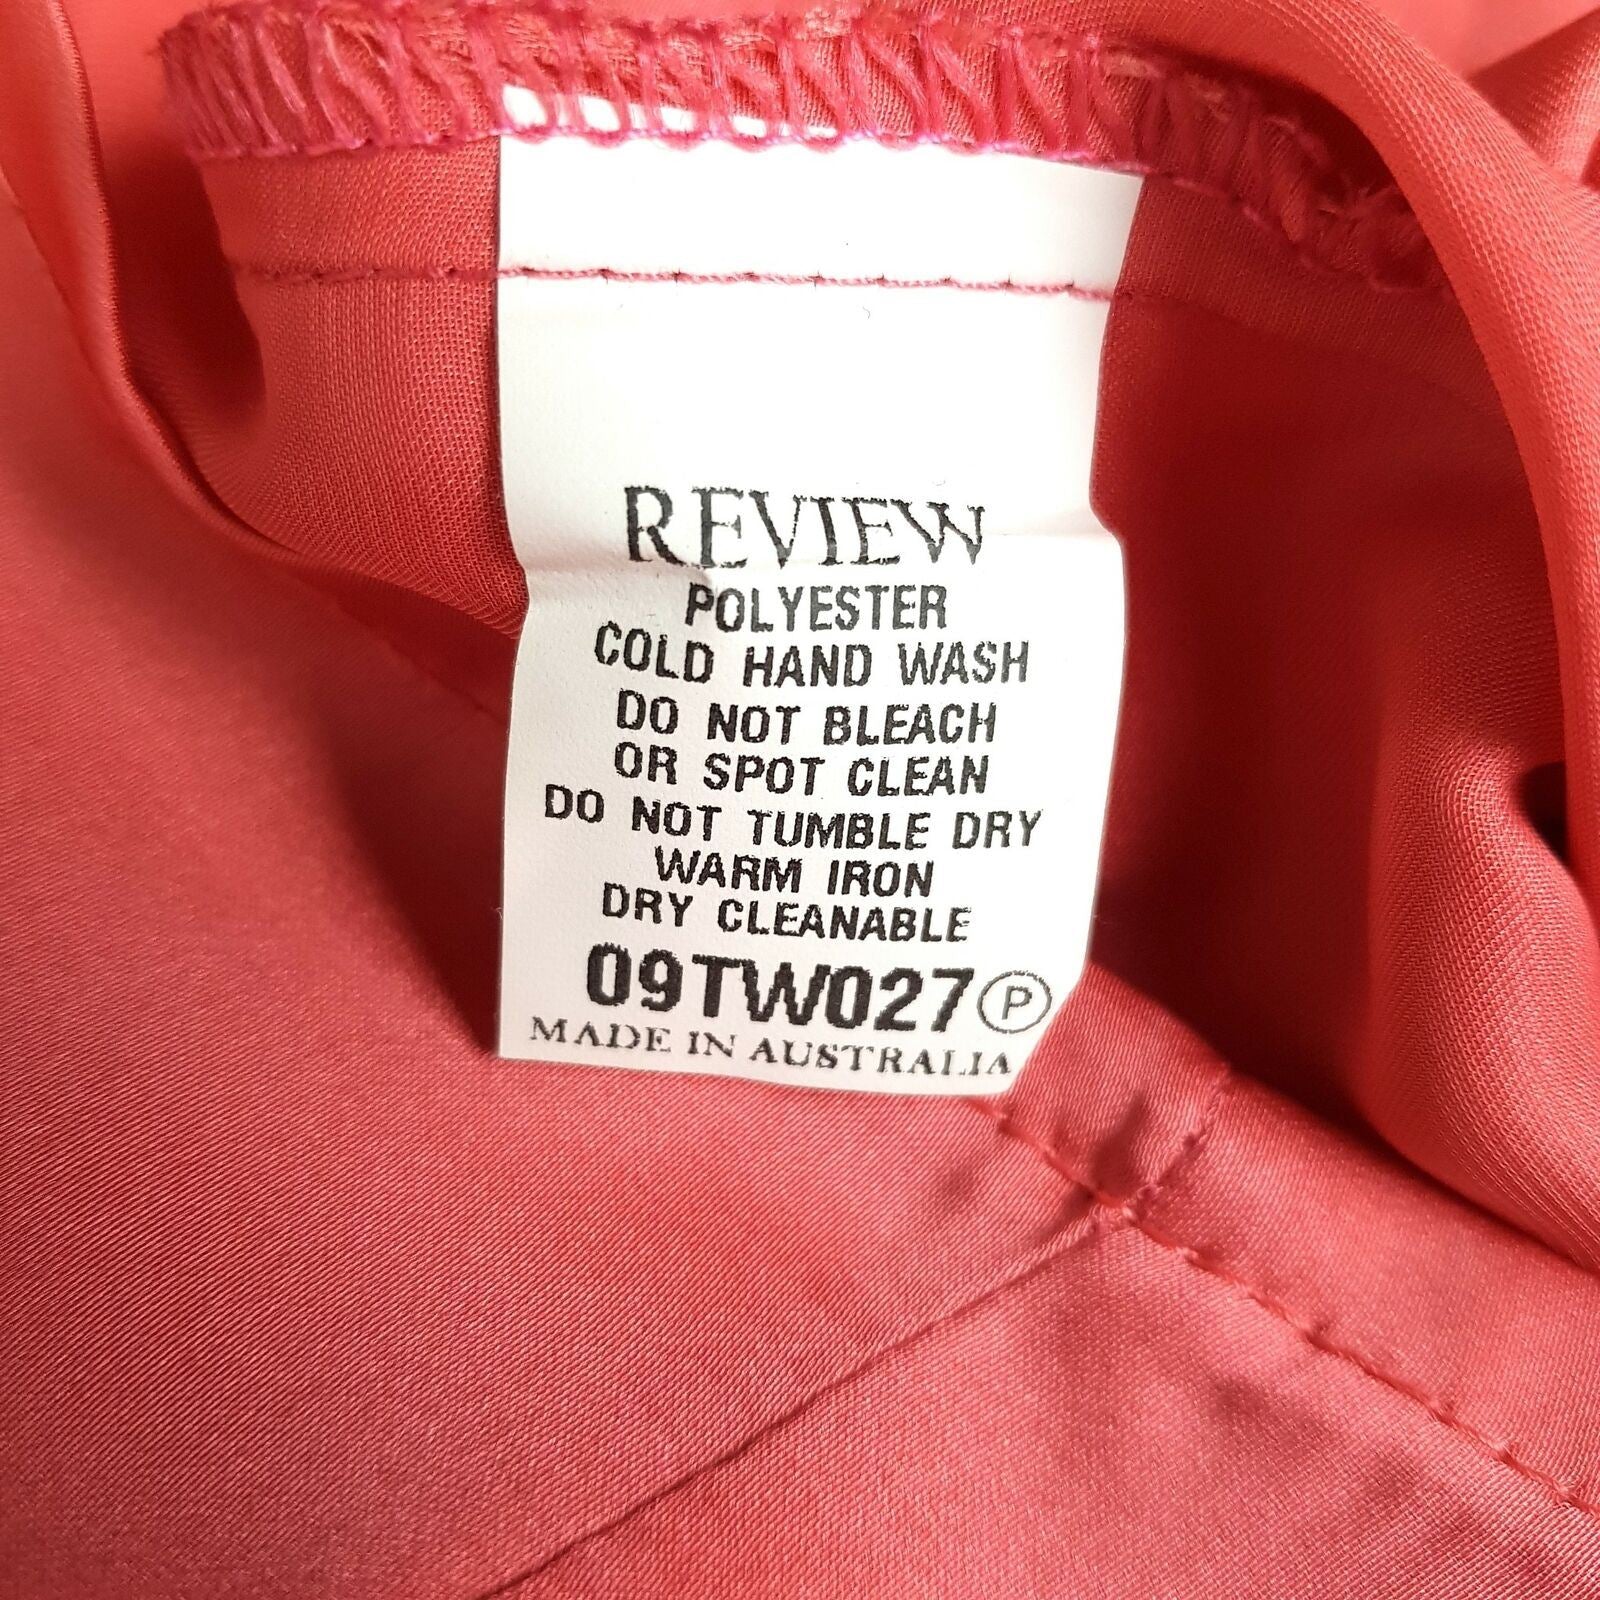 REVIEW
POLYESTER
COLD HAND WASH
DO NOT BLEACH
OR SPOT CLEAN
DO NOT TUMBLE DRY
WARM IRON
DRY CLEANABLE
09TW027 Ⓟ
MADE IN AUSTRALIA